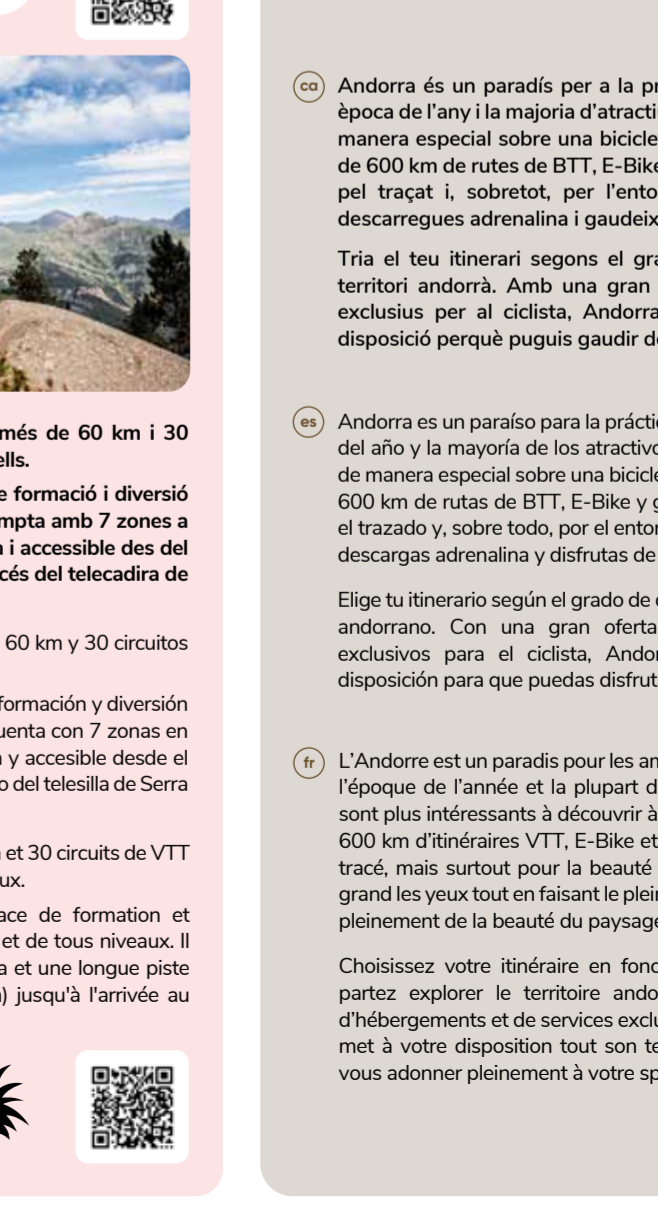 més de 60 km i 30
ells.
e formació i diversió
mpta amb 7 zones a
i accessible des del
cés del telecadira de
60 km y 30 circuitos
formación y diversión
uenta con 7 zonas en
y accesible desde el
o del telesilla de Serra
et 30 circuits de VTT
ux.
ace de formation et
et de tous niveaux. Il
a et une longue piste
) jusqu'à l'arrivée au
ca
Andorra és un paradís per a la pr
època de l'any i la majoria d'atracti
manera especial sobre una bicicle
de 600 km de rutes de BTT, E-Bike
pel traçat i, sobretot, per l'ento
descarregues adrenalina i gaudeix
Tria el teu itinerari segons el gra
territori andorrà. Amb una gran
exclusius per al ciclista, Andorra
disposició perquè puguis gaudir de
es
Andorra es un paraíso para la práctic
del año y la mayoría de los atractivo
de manera especial sobre una bicicle
600 km de rutas de BTT, E-Bike y g
el trazado y, sobre todo, por el entor
descargas adrenalina y disfrutas de
Elige tu itinerario según el grado de
andorrano. Con una gran oferta
exclusivos para el ciclista, Andor
disposición para que puedas disfrut
fr
L'Andorre est un paradis pour les am
l'époque de l'année et la plupart d
sont plus intéressants à découvrir à
600 km d'itinéraires VTT, E-Bike et
tracé, mais surtout pour la beauté
grand les yeux tout en faisant le plein
pleinement de la beauté du paysage
Choisissez votre itinéraire en fonc
partez explorer le territoire ando
d'hébergements et de services exclu
met à votre disposition tout son te
vous adonner pleinement à votre sp